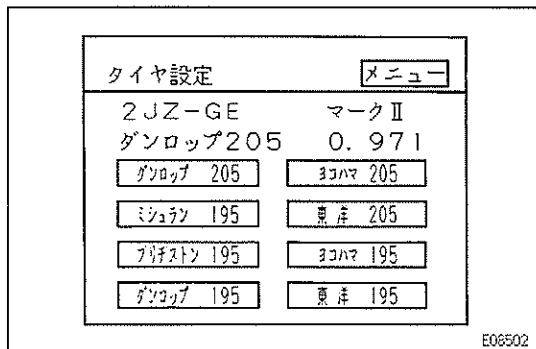 タイヤ設定 メニュー
2JZ-GE マークⅡ
ダンロップ205 0.971
ダンロップ 205 ヨコハマ 205
ミシュラン 195 東洋 205
ブリヂストン 195 ヨコハマ 195
ダンロップ 195 東洋 195
E08502